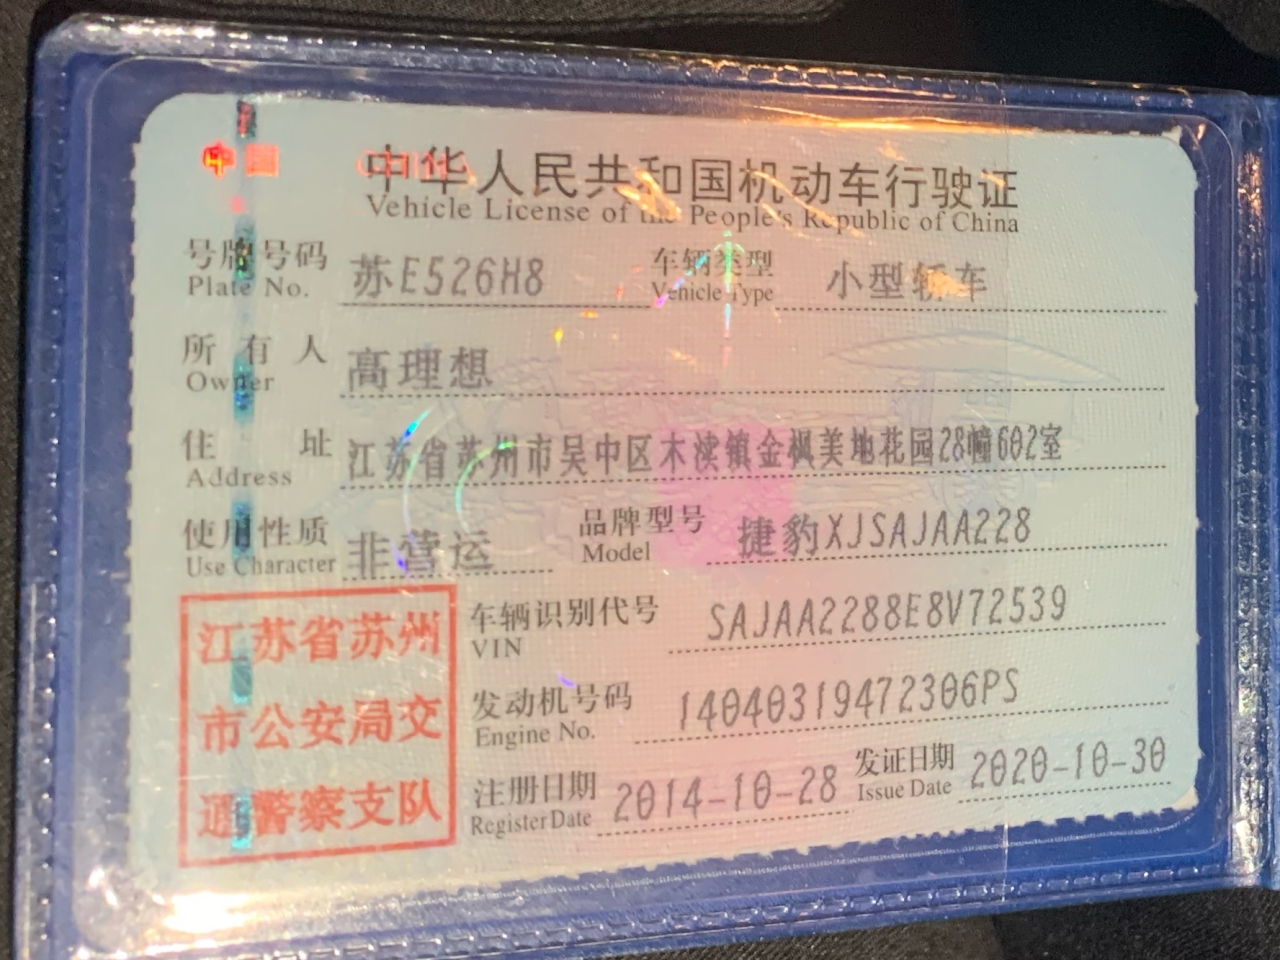 中国 CHINA
中华人民共和国机动车行驶证
Vehicle License of the People's Republic of China
号牌号码 苏E526H8 车辆类型 小型轿车
Plate No. Vehicle Type
所有人 高理想
Owner
住址 江苏省苏州市吴中区木渎镇金枫美地花园28幢602室
Address
使用性质 非营运 品牌型号 捷豹XJSAJAA228
Use Character Model
江苏省苏州
市公安局交
通警察支队
车辆识别代号 SAJAA2288E8V72539
VIN
发动机号码 14040319472306PS
Engine No.
注册日期 2014-10-28 发证日期 2020-10-30
Register Date Issue Date